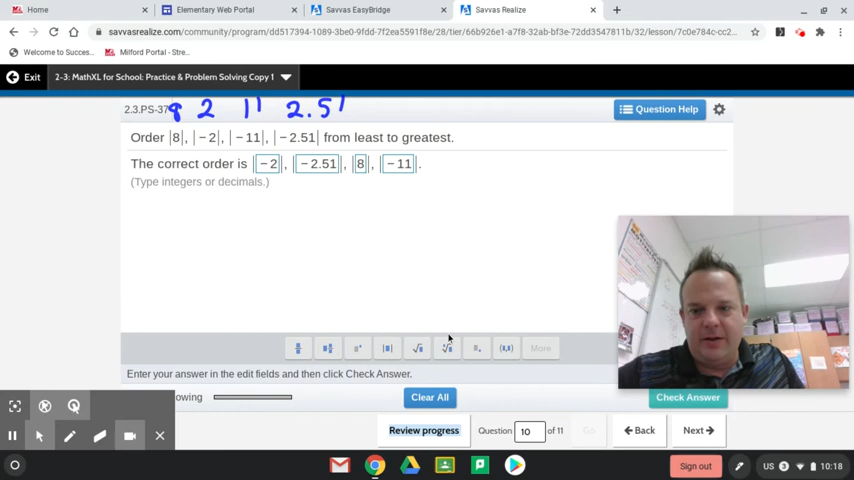 Home
Elementary Web Portal
Savvas EasyBridge
Savvas Realize
savvasrealize.com/community/program/dd517394-1089-3be0-9fdd-7f2ea5591f8e/28/tier/66b926e1-a7f8-32ab-bf3e-72dd3547811b/32/lesson/7c0e784c-cc2...
Welcome to Succes...
Milford Portal - Stre...
Exit
2-3: MathXL for School: Practice & Problem Solving Copy 1
2.3.PS-37
8 2 11 2.51
Question Help
Order |8|, |−2|, |−11|, |−2.51| from least to greatest.
The correct order is |−2|, |−2.51|, |8|, |−11|.
(Type integers or decimals.)
More
Enter your answer in the edit fields and then click Check Answer.
owing
Clear All
Check Answer
Review progress
Question 10 of 11
Go
Back
Next
Sign out
US
3
10:18